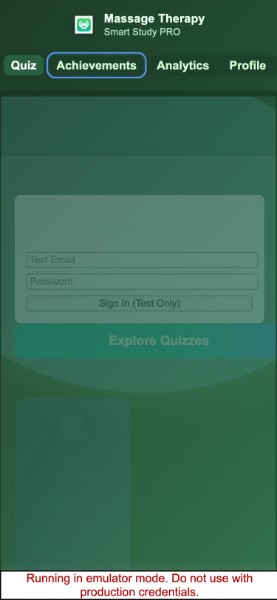 Massage Therapy
Smart Study PRO
Quiz Achievements Analytics Profile
Test Email
Password
Sign In (Test Only)
Explore Quizzes
Running in emulator mode. Do not use with
production credentials.